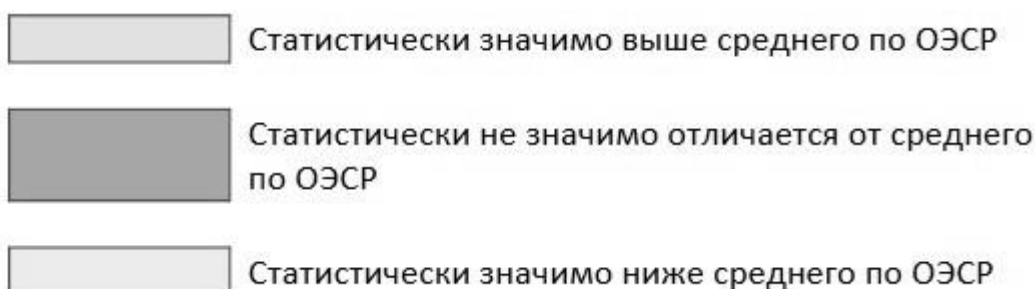 Статистически значимо выше среднего по ОЭСР
Статистически не значимо отличается от среднего
по ОЭСР
Статистически значимо ниже среднего по ОЭСР